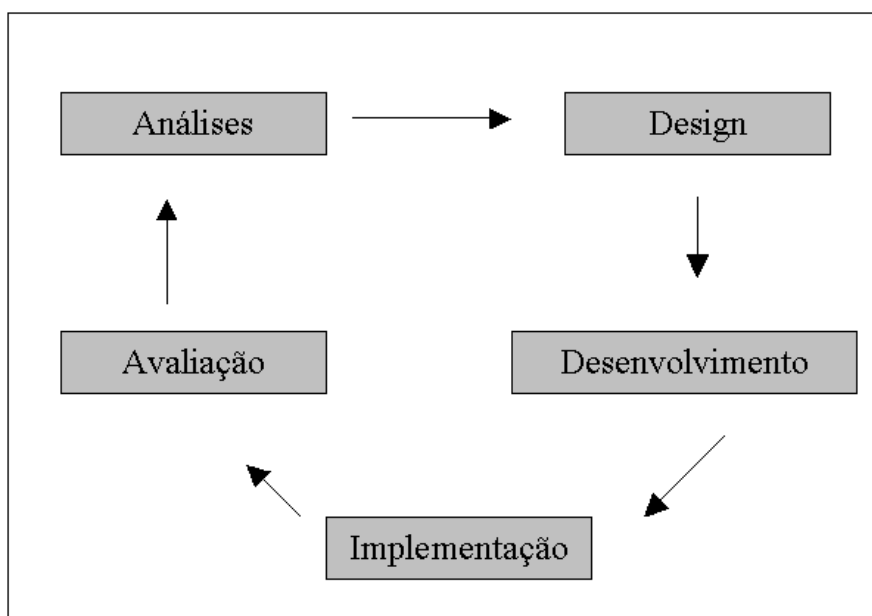 Análises
Design
Avaliação
Desenvolvimento
Implementação